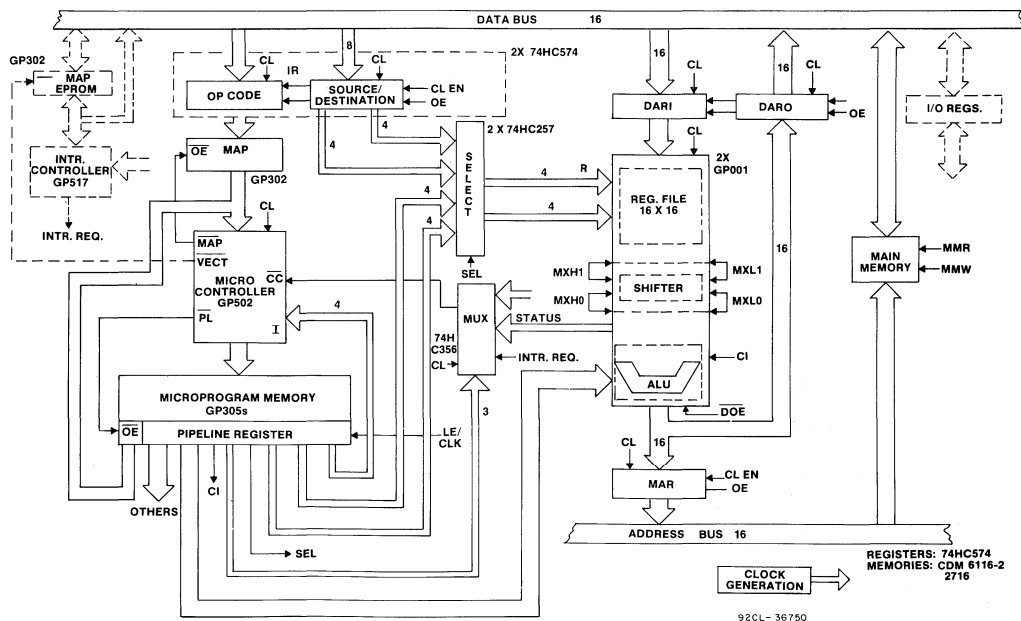 DATA BUS 16
GP302
MAP
EPROM
INTR.
CONTROLLER
GP517
INTR. REQ.
8
2X 74HC574
CL
IR
CL
OP CODE
SOURCE/
DESTINATION
CL EN
OE
OE
MAP
GP302
4
4
2 X 74HC257
SELECT
4
4
SEL
4 R
4
CL
MAP
VECT
CC
MICRO
CONTROLLER
GP502
PL
I
4
MUX
74H
C356
CL
STATUS
INTR. REQ.
3
MICROPROGRAM MEMORY
GP305s
OE
PIPELINE REGISTER
LE/
CLK
OTHERS
CI
SEL
16
CL
DARI
16
CL
DARO
OE
CL
2X
GP001
REG. FILE
16 X 16
MXH1
MXL1
SHIFTER
MXH0
MXL0
CI
ALU
DOE
16
16
CL
MAR
CL EN
OE
I/O REGS.
MAIN
MEMORY
MMR
MMW
ADDRESS BUS 16
REGISTERS: 74HC574
MEMORIES: CDM 6116-2
2716
CLOCK
GENERATION
92CL-36750